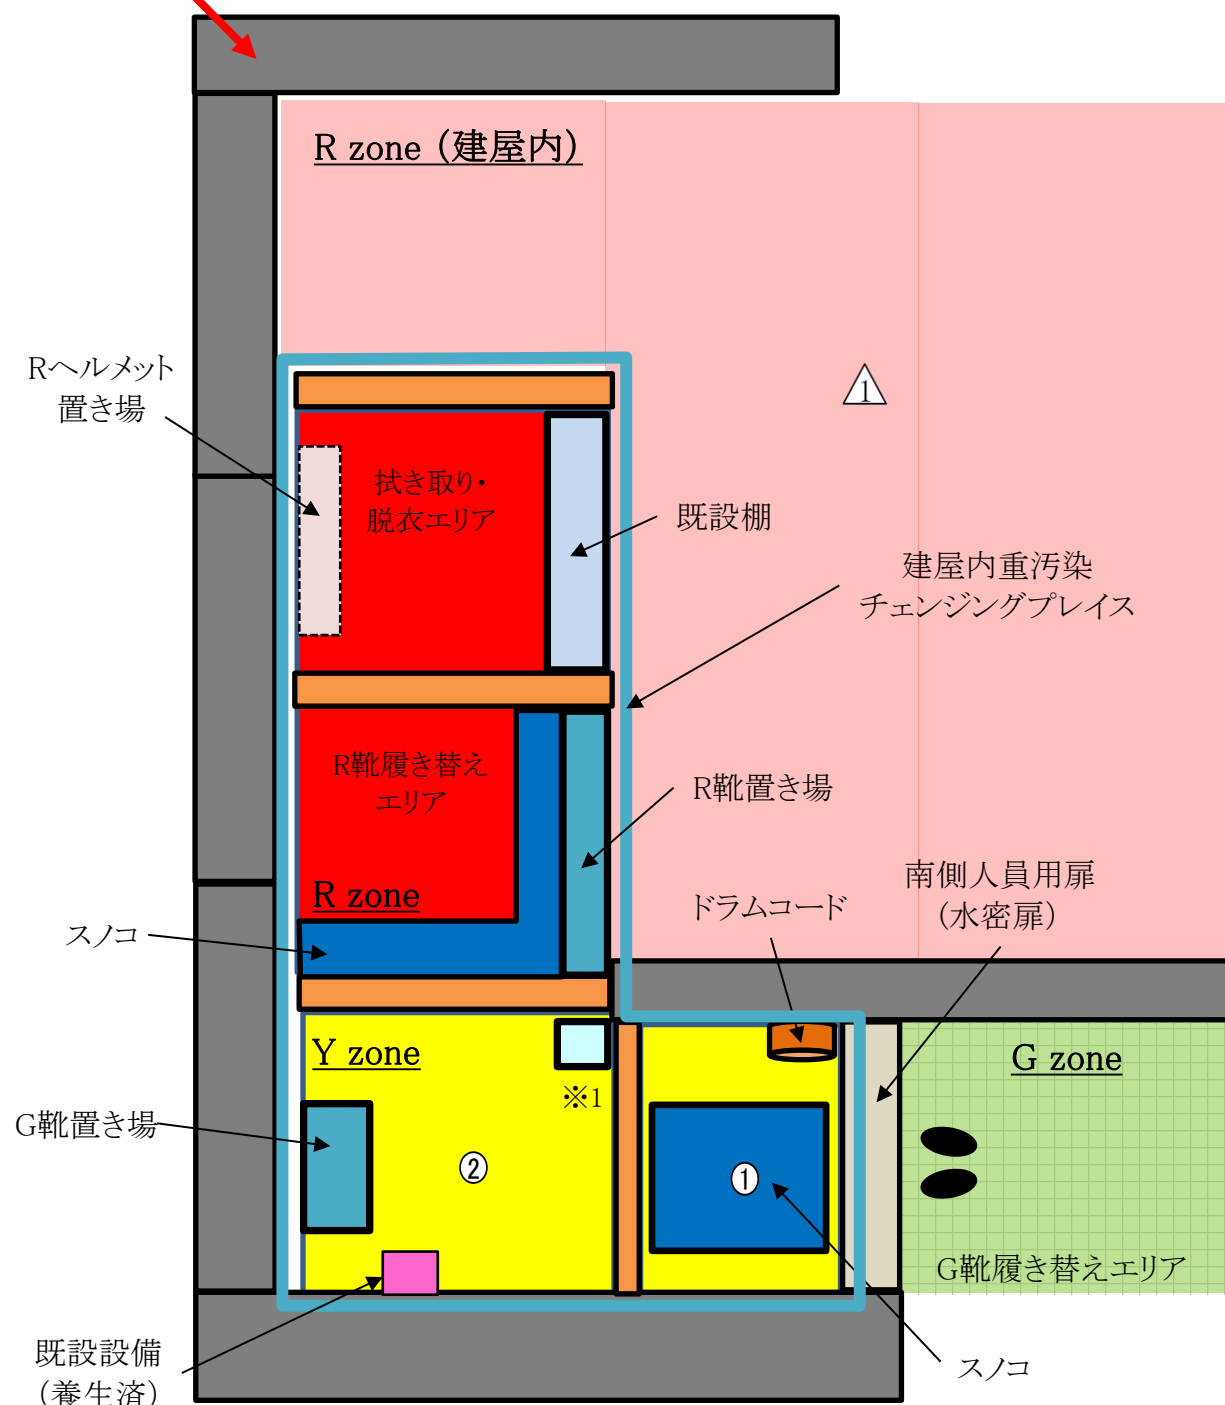 R zone（建屋内）
Rヘルメット
置き場
1
拭き取り・
脱衣エリア
既設棚
建屋内重汚染
チェンジングプレイス
R靴履き替え
エリア
R靴置き場
R zone
南側人員用扉
（水密扉）
ドラムコード
スノコ
Y zone
G zone
※1
G靴置き場
②
①
G靴履き替えエリア
既設設備
（養生済）
スノコ